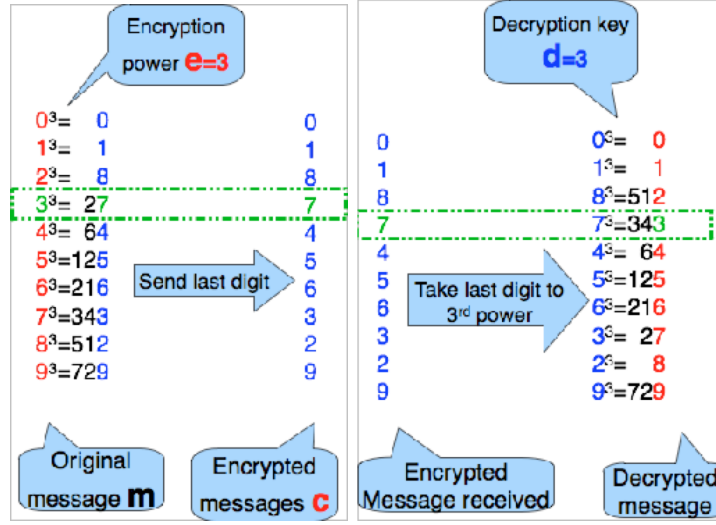 Encryption
power e=3
0³= 0 0
1³= 1 1
2³= 8 8
3³= 27 7
4³= 64 4
5³=125 5
6³=216 6
7³=343 3
8³=512 2
9³=729 9
Send last digit
Original
message m
Encrypted
messages c
Decryption key
d=3
0 0³= 0
1 1³= 1
8 8³=512
7 7³=343
4 4³= 64
5 5³=125
6 6³=216
3 3³= 27
2 2³= 8
9 9³=729
Take last digit to
3rd power
Encrypted
Message received
Decrypted
message